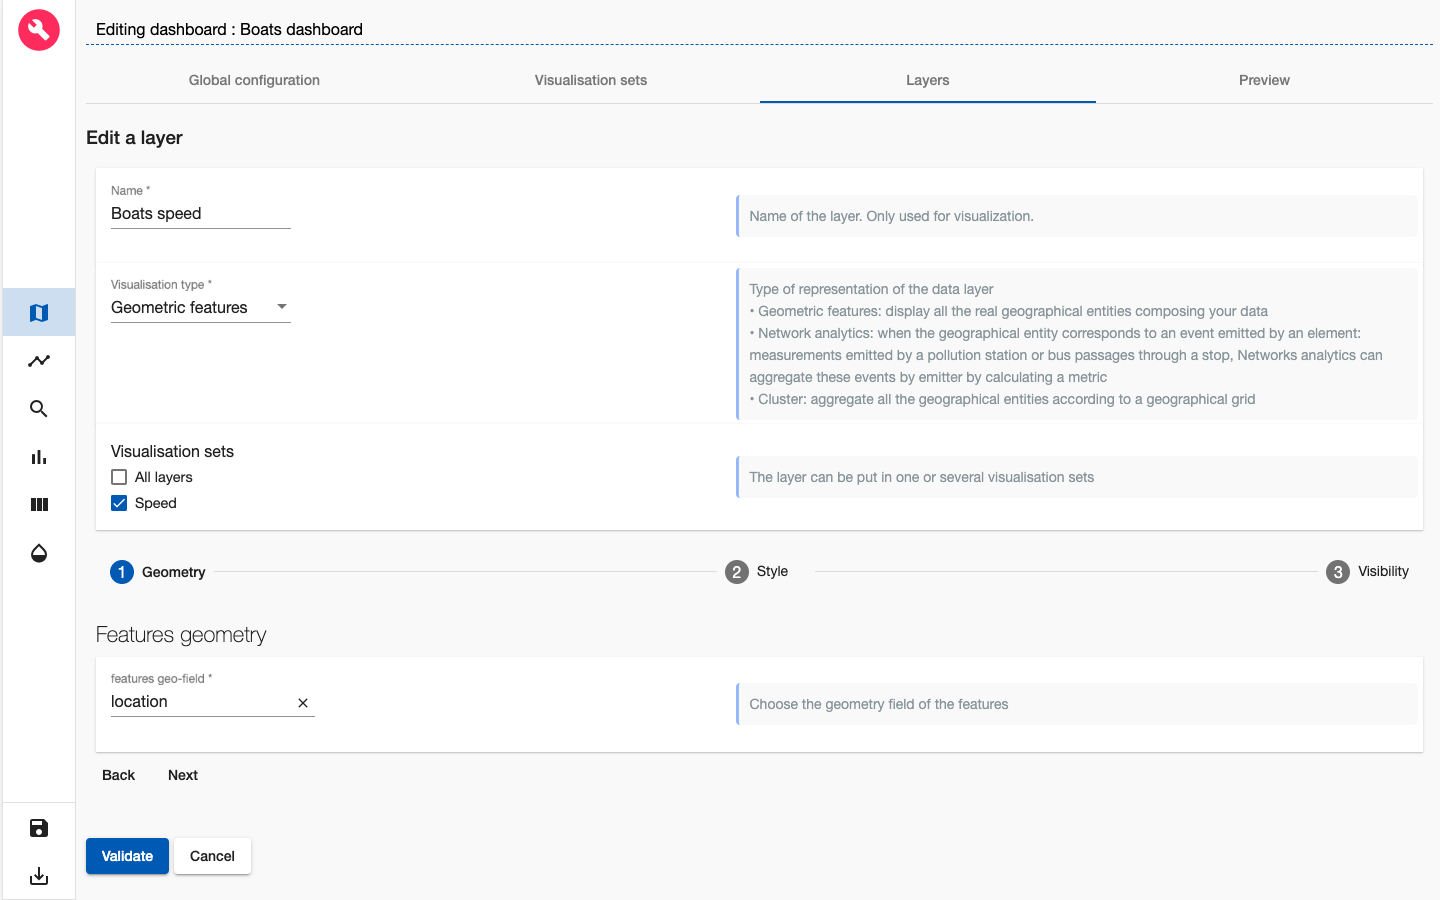 Editing dashboard : Boats dashboard
Global configuration
Visualisation sets
Layers
Preview
Edit a layer
Name *
Boats speed
Name of the layer. Only used for visualization.
Visualisation type *
Geometric features
Type of representation of the data layer
• Geometric features: display all the real geographical entities composing your data
• Network analytics: when the geographical entity corresponds to an event emitted by an element:
measurements emitted by a pollution station or bus passages through a stop, Networks analytics can
aggregate these events by emitter by calculating a metric
• Cluster: aggregate all the geographical entities according to a geographical grid
Visualisation sets
All layers
Speed
The layer can be put in one or several visualisation sets
1 Geometry
2 Style
3 Visibility
Features geometry
features geo-field *
location
Choose the geometry field of the features
Back
Next
Validate
Cancel